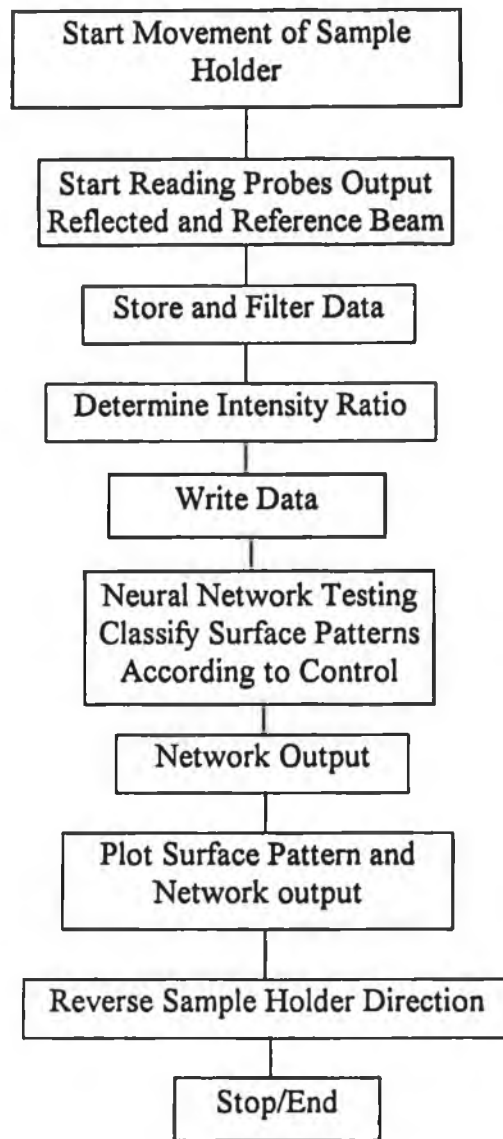 Start Movement of Sample
Holder
Start Reading Probes Output
Reflected and Reference Beam
Store and Filter Data
Determine Intensity Ratio
Write Data
Neural Network Testing
Classify Surface Patterns
According to Control
Network Output
Plot Surface Pattern and
Network output
Reverse Sample Holder Direction
Stop/End